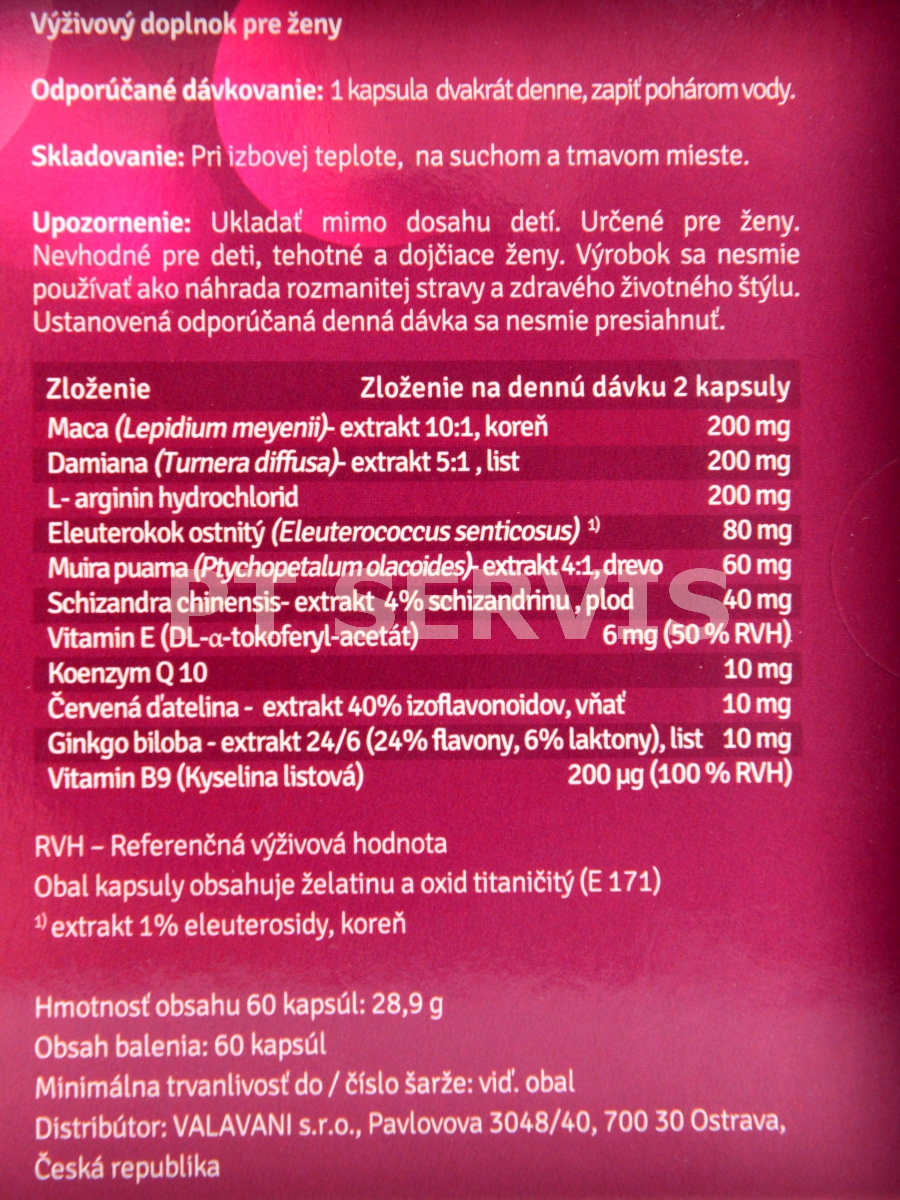 Výživový doplnok pre ženy
Odporúčané dávkovanie: 1 kapsula dvakrát denne, zapiť pohárom vody.
Skladovanie: Pri izbovej teplote, na suchom a tmavom mieste.
Upozornenie: Ukladať mimo dosahu detí. Určené pre ženy.
Nevhodné pre deti, tehotné a dojčiace ženy. Výrobok sa nesmie
používať ako náhrada rozmanitej stravy a zdravého životného štýlu.
Ustanovená odporúčaná denná dávka sa nesmie presiahnuť.
Zloženie Zloženie na dennú dávku 2 kapsuly
Maca (Lepidium meyenii)- extrakt 10:1, koreň 200 mg
Damiana (Turnera diffusa)- extrakt 5:1 , list 200 mg
L- arginin hydrochlorid 200 mg
Eleuterokok ostnitý (Eleuterococcus senticosus) 1) 80 mg
Muira puama (Ptychopetalum olacoides)- extrakt 4:1, drevo 60 mg
PT SERVIS
Schizandra chinensis- extrakt 4% schizandrinu , plod 40 mg
Vitamin E (DL-α-tokoferyl-acetát) 6 mg (50 % RVH)
Koenzym Q 10 10 mg
Červená ďatelina - extrakt 40% izoflavonoidov, vňať 10 mg
Ginkgo biloba - extrakt 24/6 (24% flavony, 6% laktony), list 10 mg
Vitamin B9 (Kyselina listová) 200 µg (100 % RVH)
RVH – Referenčná výživová hodnota
Obal kapsuly obsahuje želatinu a oxid titaničitý (E 171)
1) extrakt 1% eleuterosidy, koreň
Hmotnosť obsahu 60 kapsúl: 28,9 g
Obsah balenia: 60 kapsúl
Minimálna trvanlivosť do / číslo šarže: viď. obal
Distribútor: VALAVANI s.r.o., Pavlovova 3048/40, 700 30 Ostrava,
Česká republika